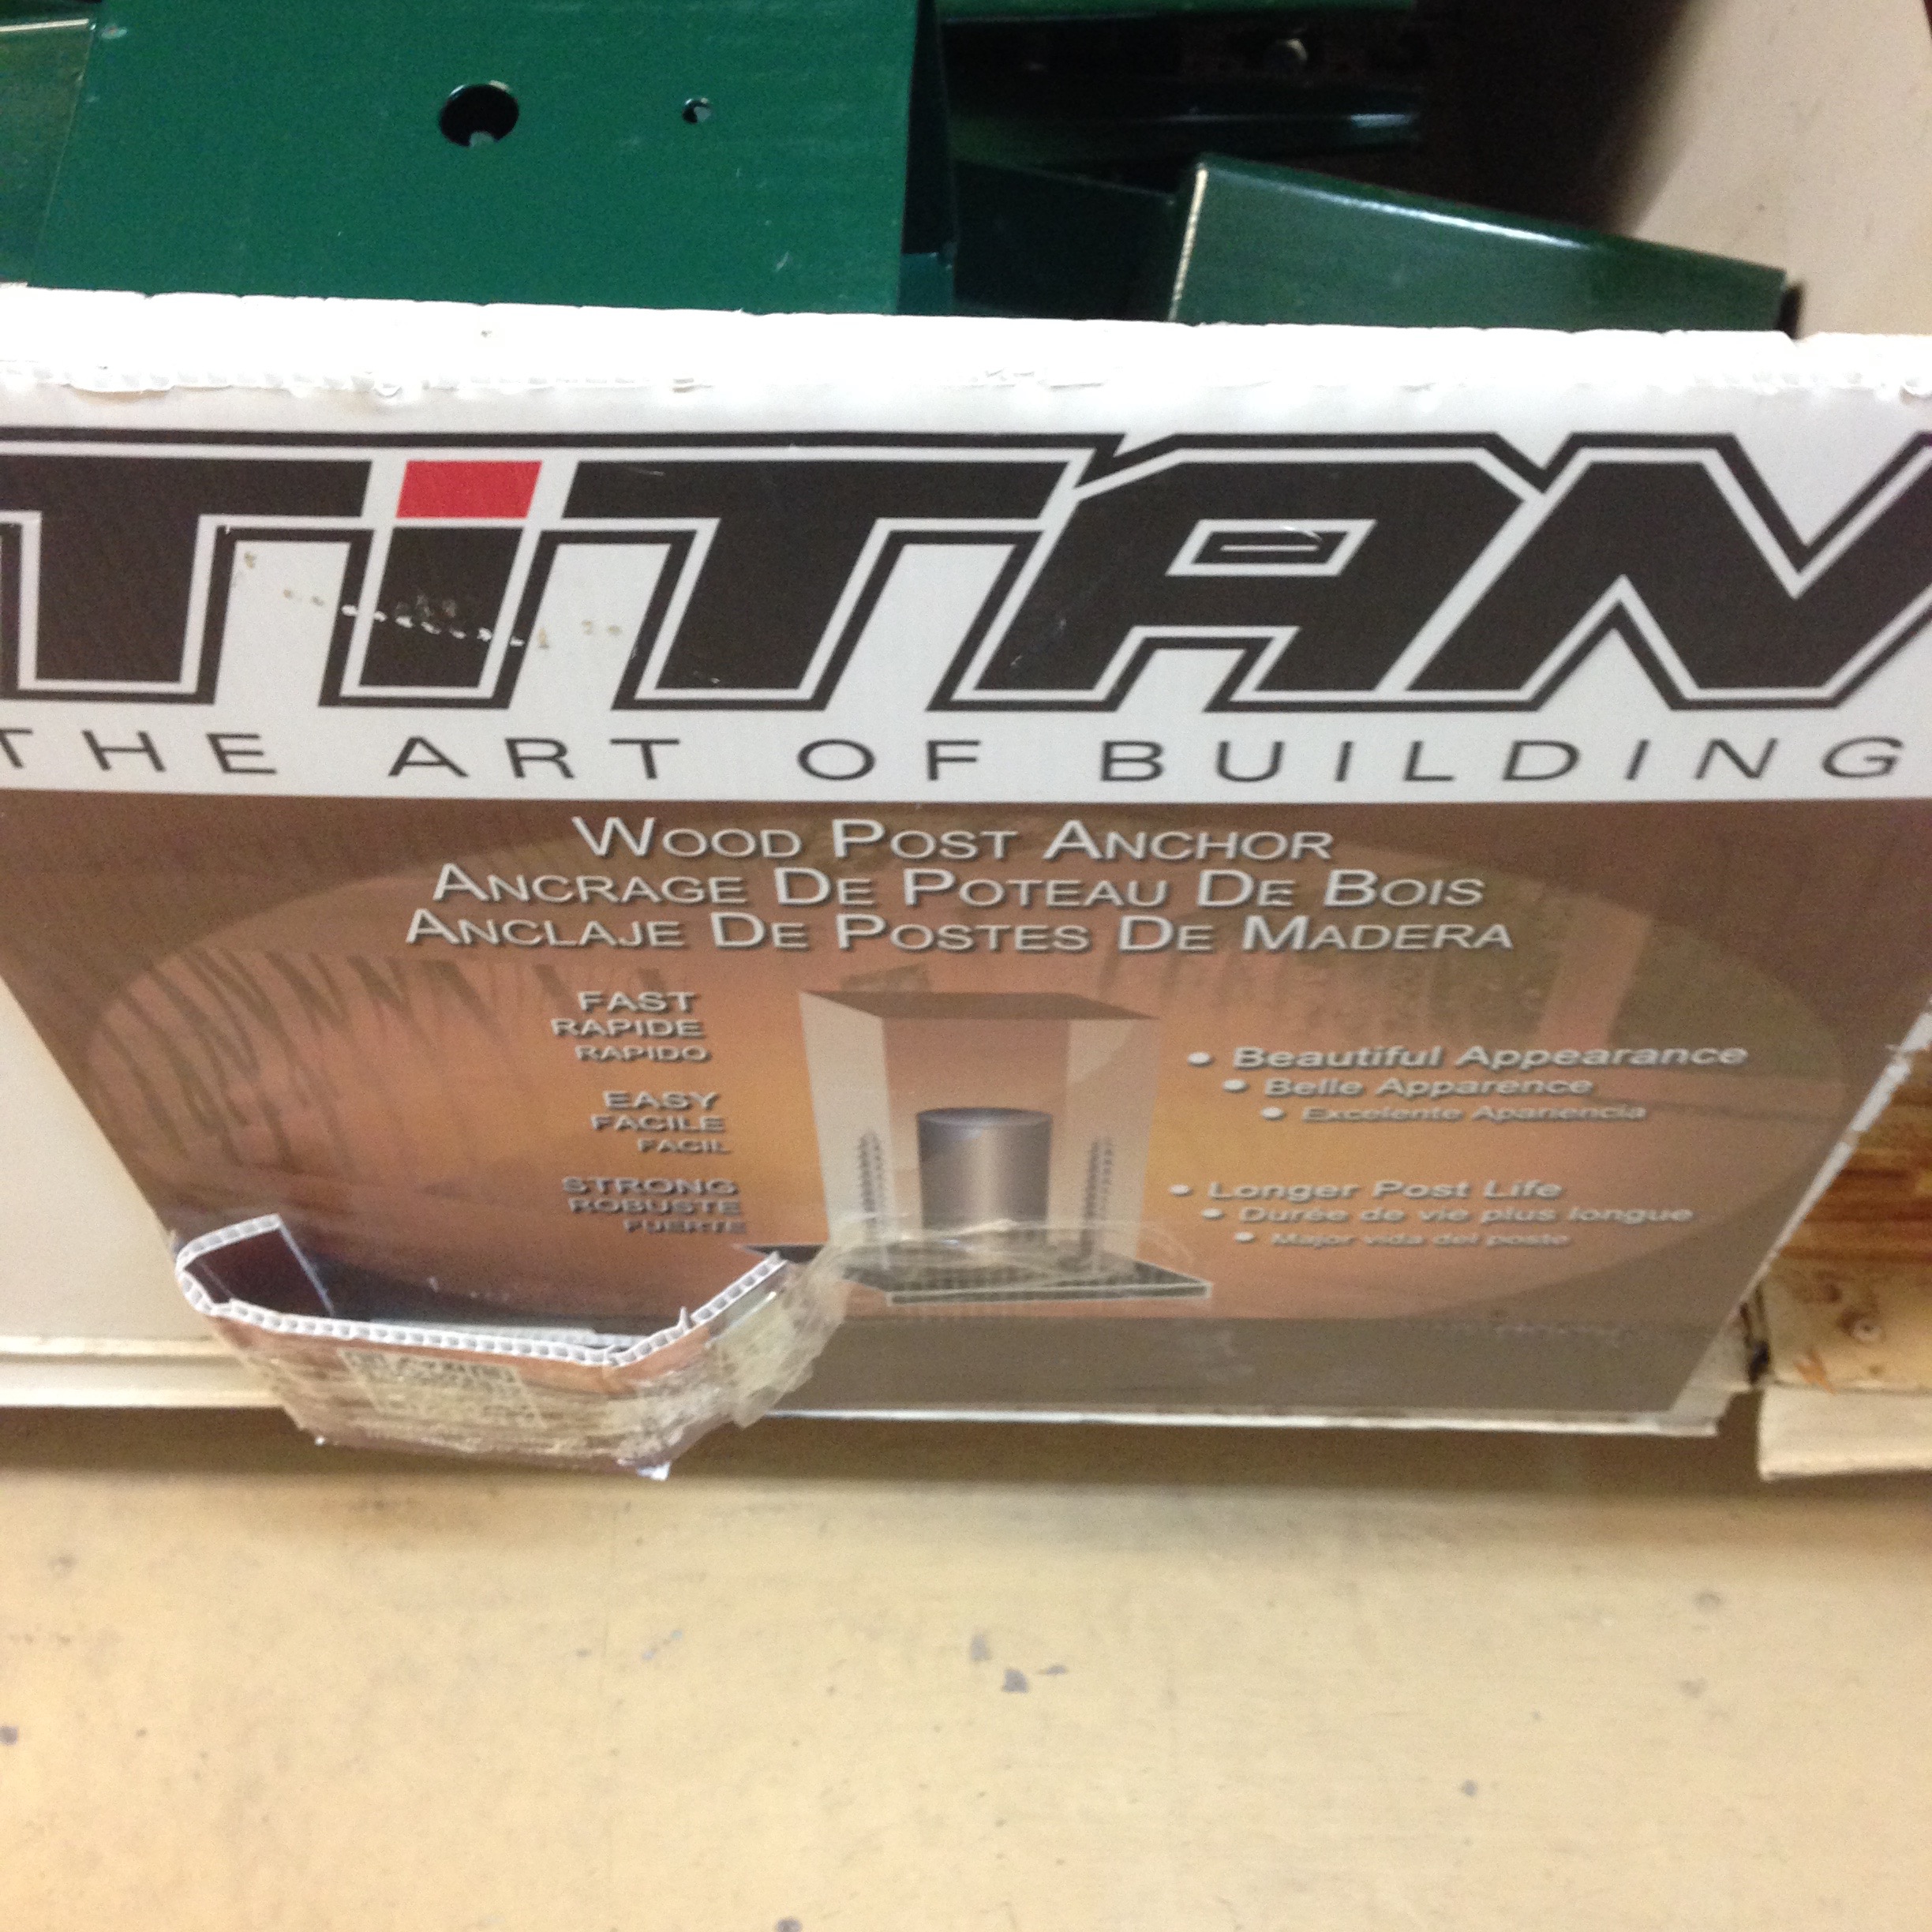 TiTAN
THE ART OF BUILDING
WOOD POST ANCHOR
ANCRAGE DE POTEAU DE BOIS
ANCLAJE DE POSTES DE MADERA
FAST
RAPIDE
RAPIDO
EASY
FACILE
FACIL
STRONG
ROBUSTE
FUERTE
• Beautiful Appearance
• Belle Apparence
• Excelente Apariencia
• Longer Post Life
• Durée de vie plus longue
• Major vida del poste